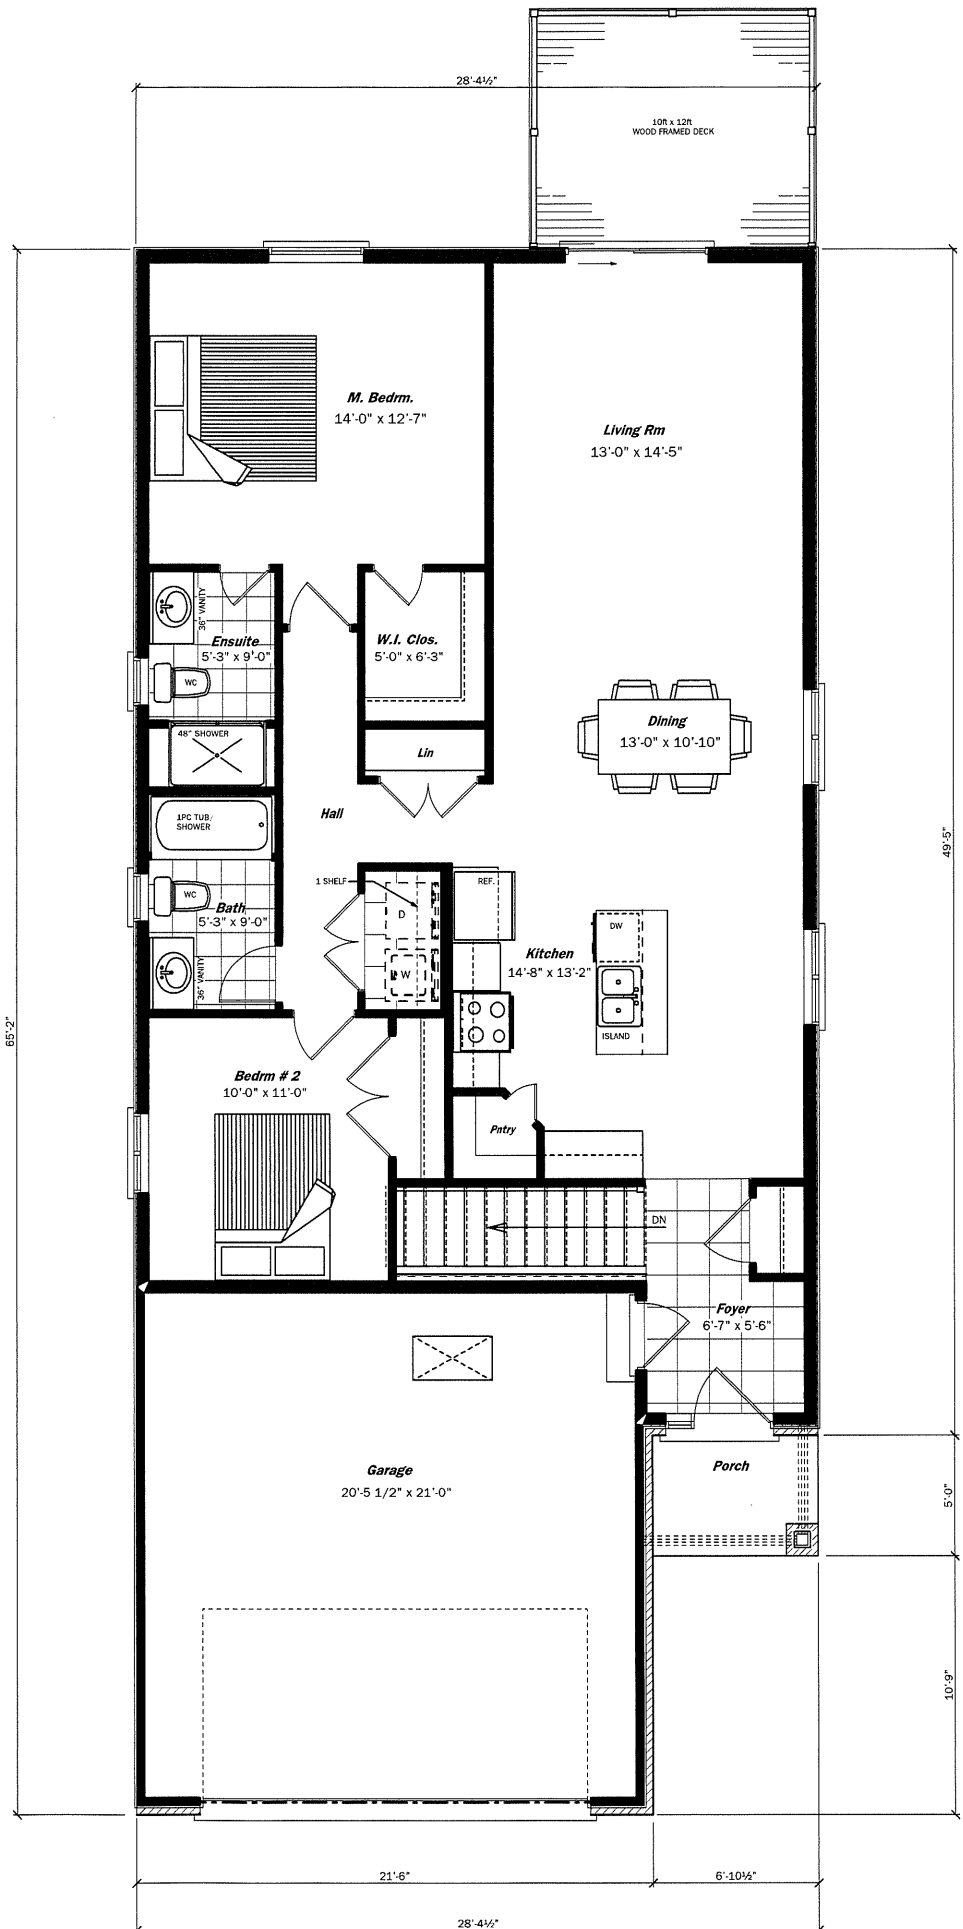 28'-4½"
10ft x 12ft
WOOD FRAMED DECK
M. Bedrm.
14'-0" x 12'-7"
Living Rm
13'-0" x 14'-5"
36" VANITY
Ensuite
5'-3" x 9'-0"
WC
W.I. Clos.
5'-0" x 6'-3"
48" SHOWER
Lin
Dining
13'-0" x 10'-10"
Hall
1PC TUB/
SHOWER
49'-5"
1 SHELF
D
W
REF.
WC
Bath
5'-3" x 9'-0"
36" VANITY
DW
Kitchen
14'-8" x 13'-2"
ISLAND
65'-2"
Bedrm # 2
10'-0" x 11'-0"
Pntry
DN
Foyer
6'-7" x 5'-6"
Garage
20'-5 1/2" x 21'-0"
Porch
5'-0"
10'-9"
21'-6"
6'-10½"
28'-4½"